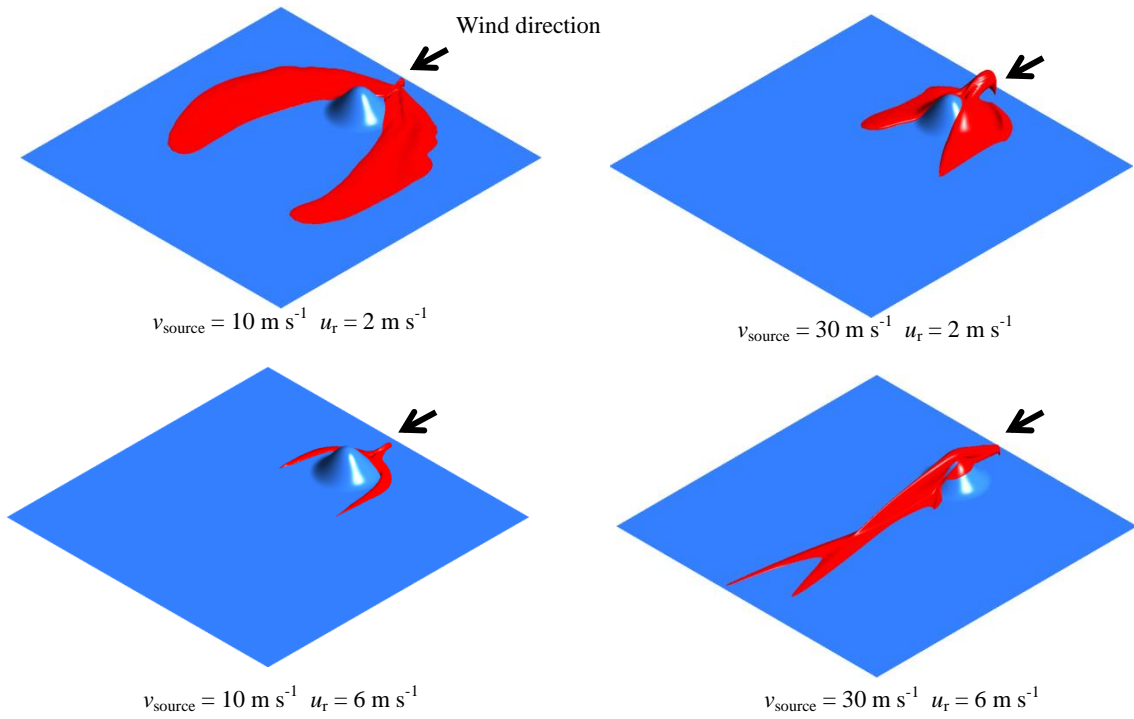 Wind direction
v_source = 10 m s⁻¹ u_r = 2 m s⁻¹
v_source = 30 m s⁻¹ u_r = 2 m s⁻¹
v_source = 10 m s⁻¹ u_r = 6 m s⁻¹
v_source = 30 m s⁻¹ u_r = 6 m s⁻¹